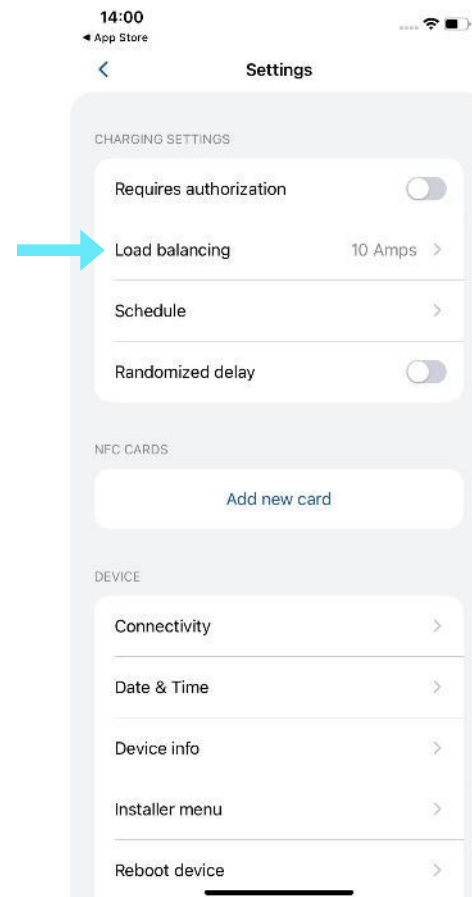 14:00
◀ App Store
Settings
CHARGING SETTINGS
Requires authorization
Load balancing 10 Amps >
Schedule >
Randomized delay
NFC CARDS
Add new card
DEVICE
Connectivity >
Date & Time >
Device info >
Installer menu >
Reboot device >